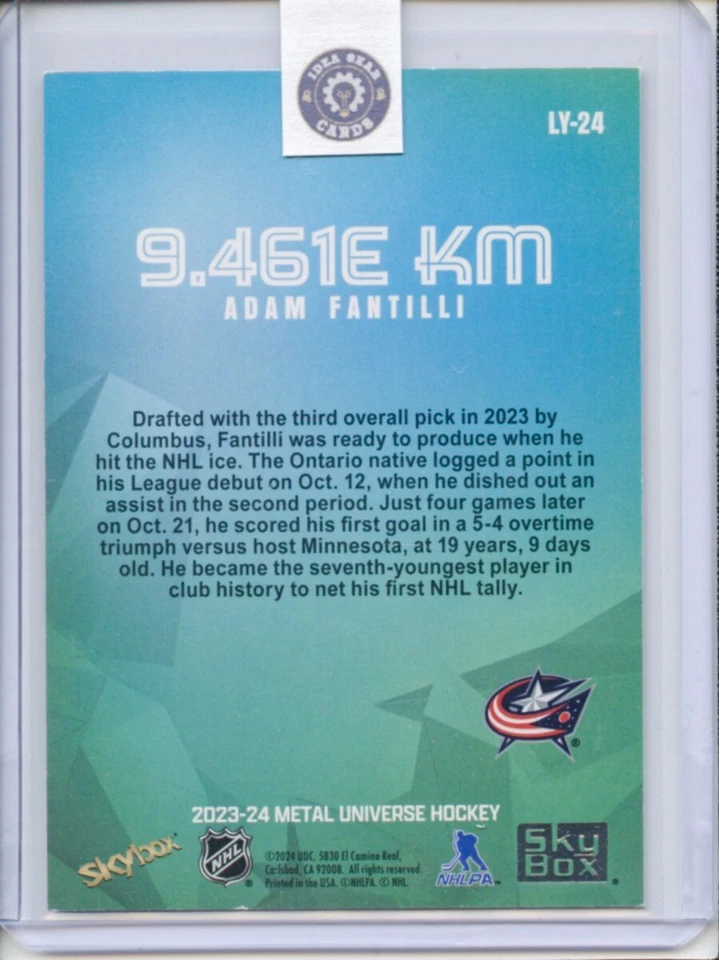 IDEA GEAR
CARDS
LY-24
9.461E KM
ADAM FANTILLI
Drafted with the third overall pick in 2023 by
Columbus, Fantilli was ready to produce when he
hit the NHL ice. The Ontario native logged a point in
his League debut on Oct. 12, when he dished out an
assist in the second period. Just four games later
on Oct. 21, he scored his first goal in a 5-4 overtime
triumph versus host Minnesota, at 19 years, 9 days
old. He became the seventh-youngest player in
club history to net his first NHL tally.
®
2023-24 METAL UNIVERSE HOCKEY
skybox
NHL
®
©2024 UDC. 5830 El Camino Real,
Carlsbad, CA 92008. All rights reserved.
Printed in the USA. ©NHLPA. © NHL.
NHLPA™
Sky
Box